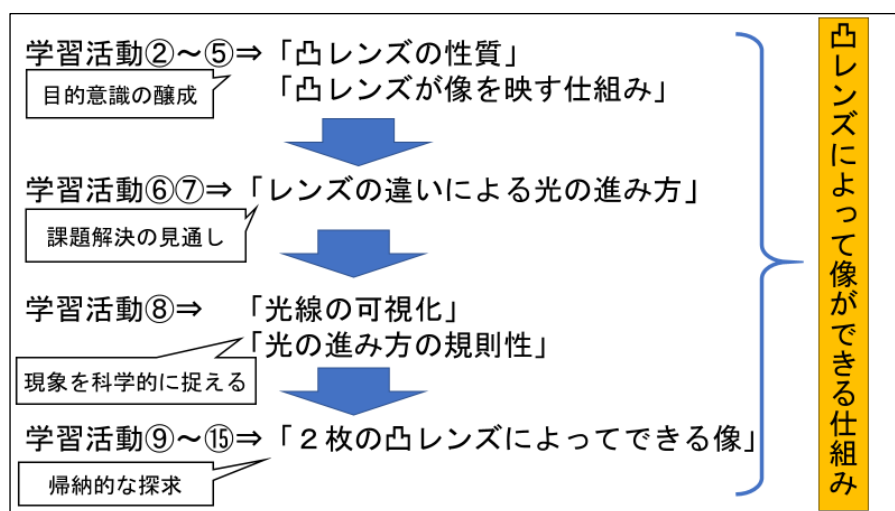 学習活動②～⑤⇒「凸レンズの性質」
目的意識の醸成
「凸レンズが像を映す仕組み」
学習活動⑥⑦⇒「レンズの違いによる光の進み方」
課題解決の見通し
学習活動⑧⇒ 「光線の可視化」
「光の進み方の規則性」
現象を科学的に捉える
学習活動⑨～⑮⇒「２枚の凸レンズによってできる像」
帰納的な探求
凸レンズによって像ができる仕組み